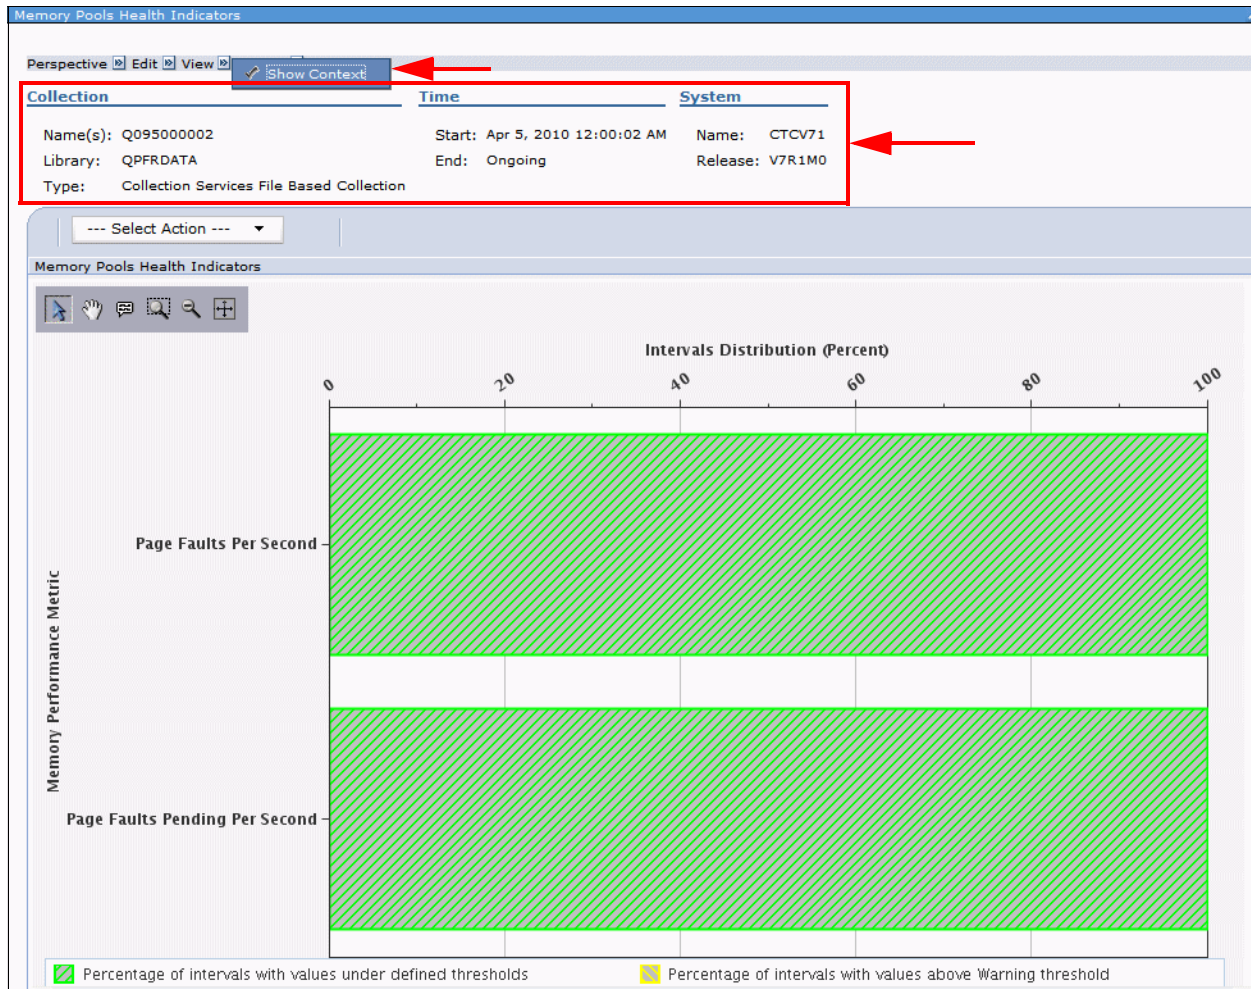 Memory Pools Health Indicators
Perspective Edit View
Show Context
Collection Time System
Name(s): Q095000002 Start: Apr 5, 2010 12:00:02 AM Name: CTCV71
Library: QPFRDATA End: Ongoing Release: V7R1M0
Type: Collection Services File Based Collection
--- Select Action ---
Memory Pools Health Indicators
Intervals Distribution (Percent)
0 20 40 60 80 100
Memory Performance Metric
Page Faults Per Second
Page Faults Pending Per Second
Percentage of intervals with values under defined thresholds Percentage of intervals with values above Warning threshold